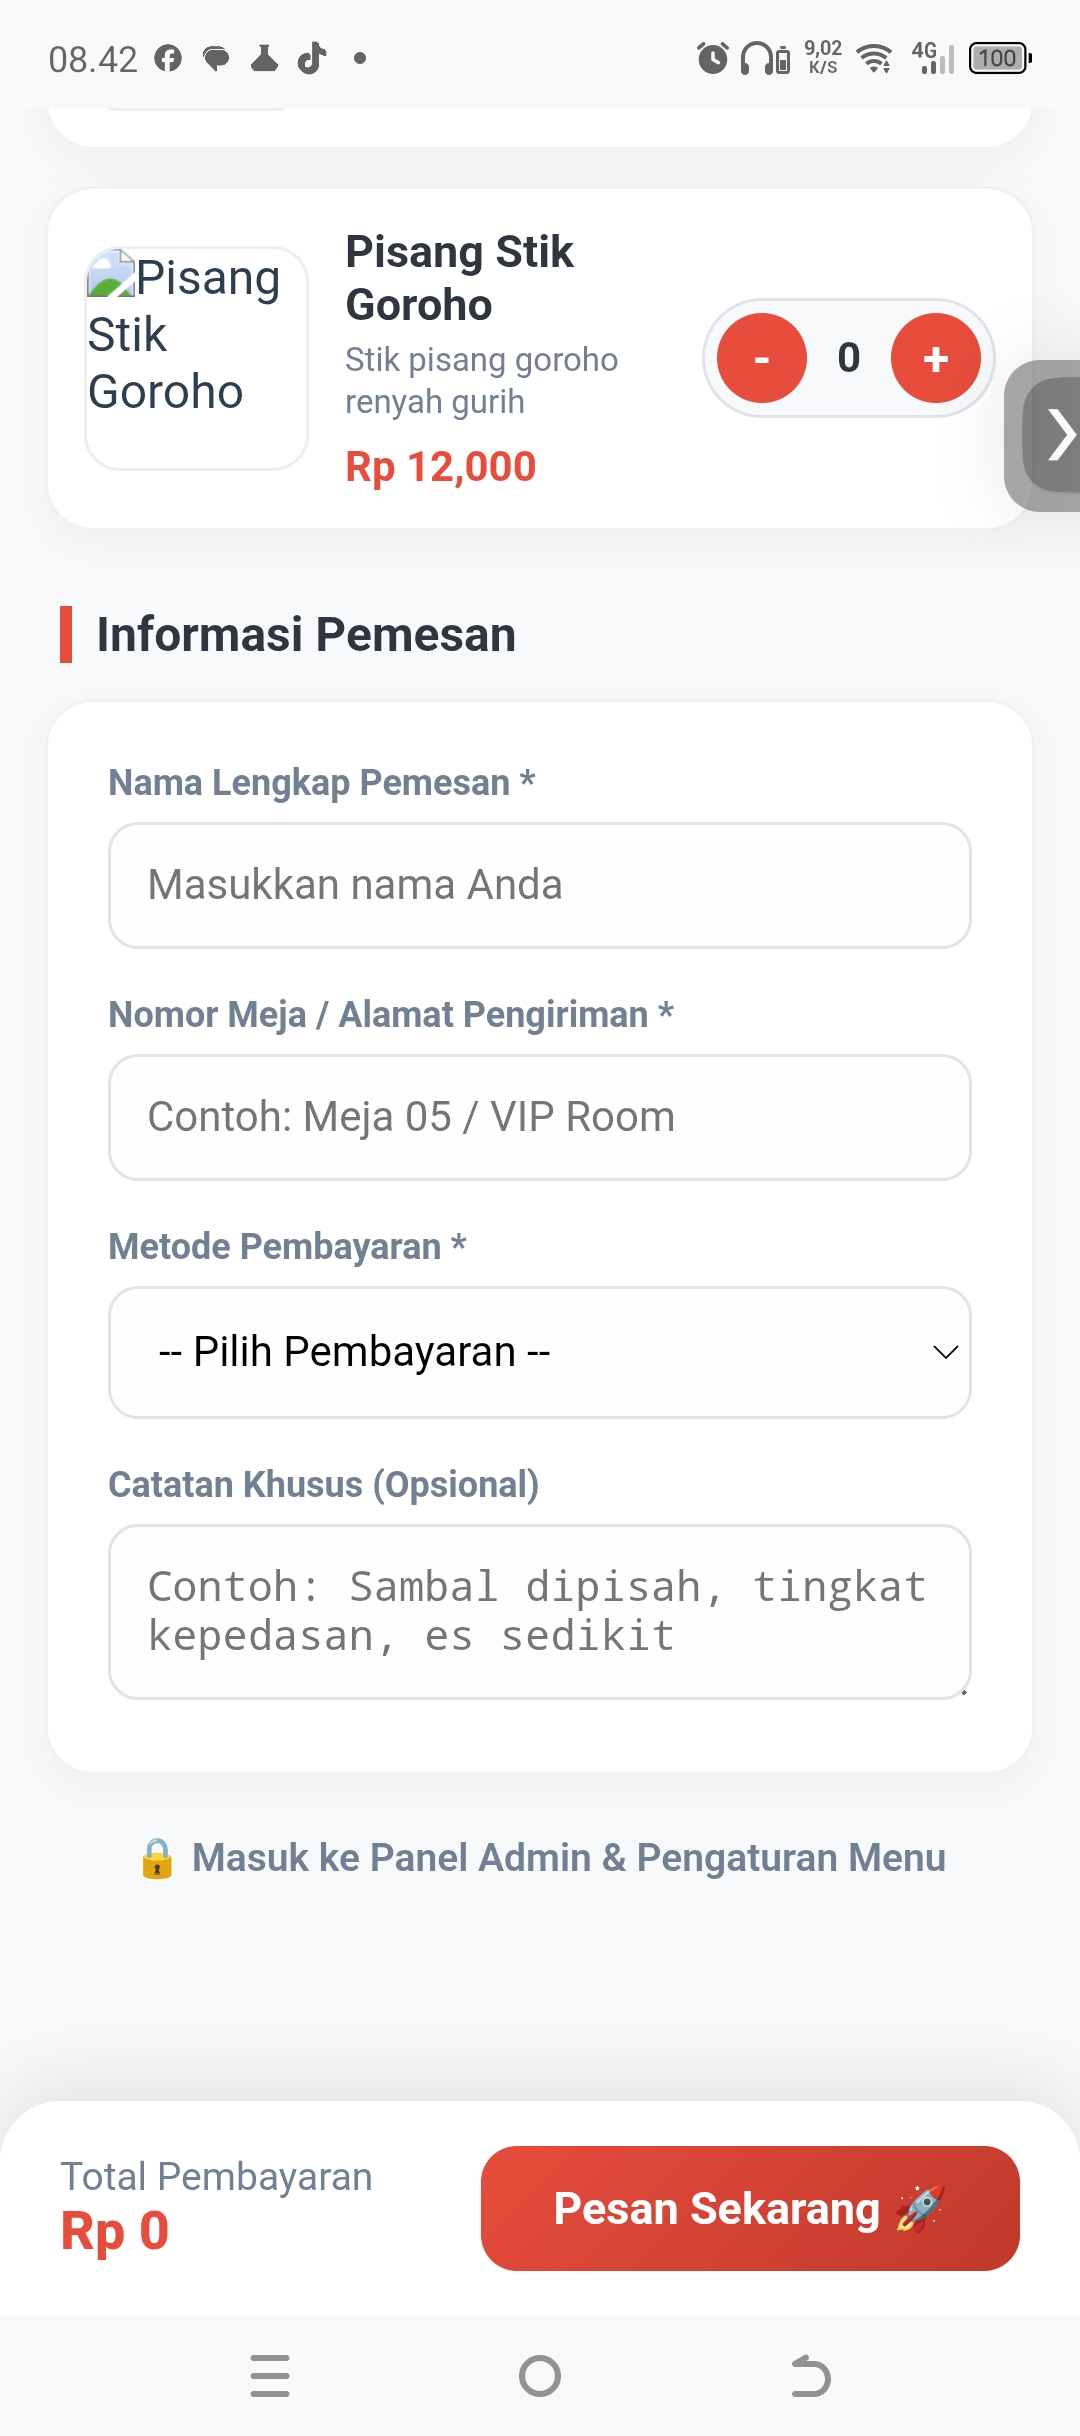 08.42
9,02
K/S
4G
100
Pisang
Stik
Goroho
Pisang Stik
Goroho
Stik pisang goroho
renyah gurih
Rp 12,000
- 0 +
Informasi Pemesan
Nama Lengkap Pemesan *
Masukkan nama Anda
Nomor Meja / Alamat Pengiriman *
Contoh: Meja 05 / VIP Room
Metode Pembayaran *
-- Pilih Pembayaran --
Catatan Khusus (Opsional)
Contoh: Sambal dipisah, tingkat
kepedasan, es sedikit
🔒 Masuk ke Panel Admin & Pengaturan Menu
Total Pembayaran
Rp 0
Pesan Sekarang 🚀